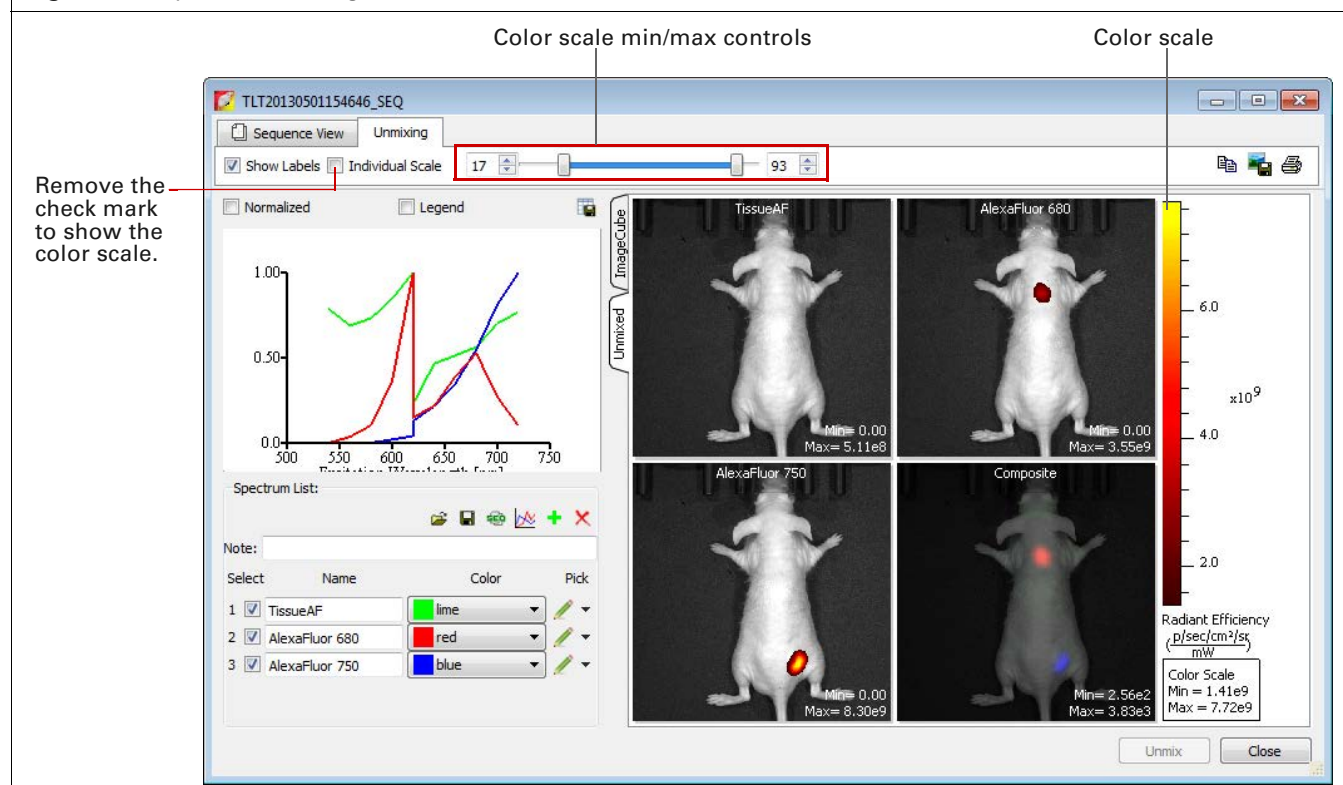 Color scale min/max controls
Color scale
TLT20130501154646_SEQ
Sequence View
Unmixing
Show Labels
Individual Scale
17
93
Remove the
check mark
to show the
color scale.
Normalized
Legend
1.00
0.50
0.0
500 550 600 650 700 750
Spectrum List:
SEQ
Note:
Select Name Color Pick
1 TissueAF lime
2 AlexaFluor 680 red
3 AlexaFluor 750 blue
ImageCube
Unmixed
TissueAF
Min= 0.00
Max= 5.11e8
AlexaFluor 680
Min= 0.00
Max= 3.55e9
AlexaFluor 750
Min= 0.00
Max= 8.30e9
Composite
Min= 2.56e2
Max= 3.83e3
6.0
x10⁹
4.0
2.0
Radiant Efficiency
(p/sec/cm²/sr
mW)
Color Scale
Min = 1.41e9
Max = 7.72e9
Unmix
Close